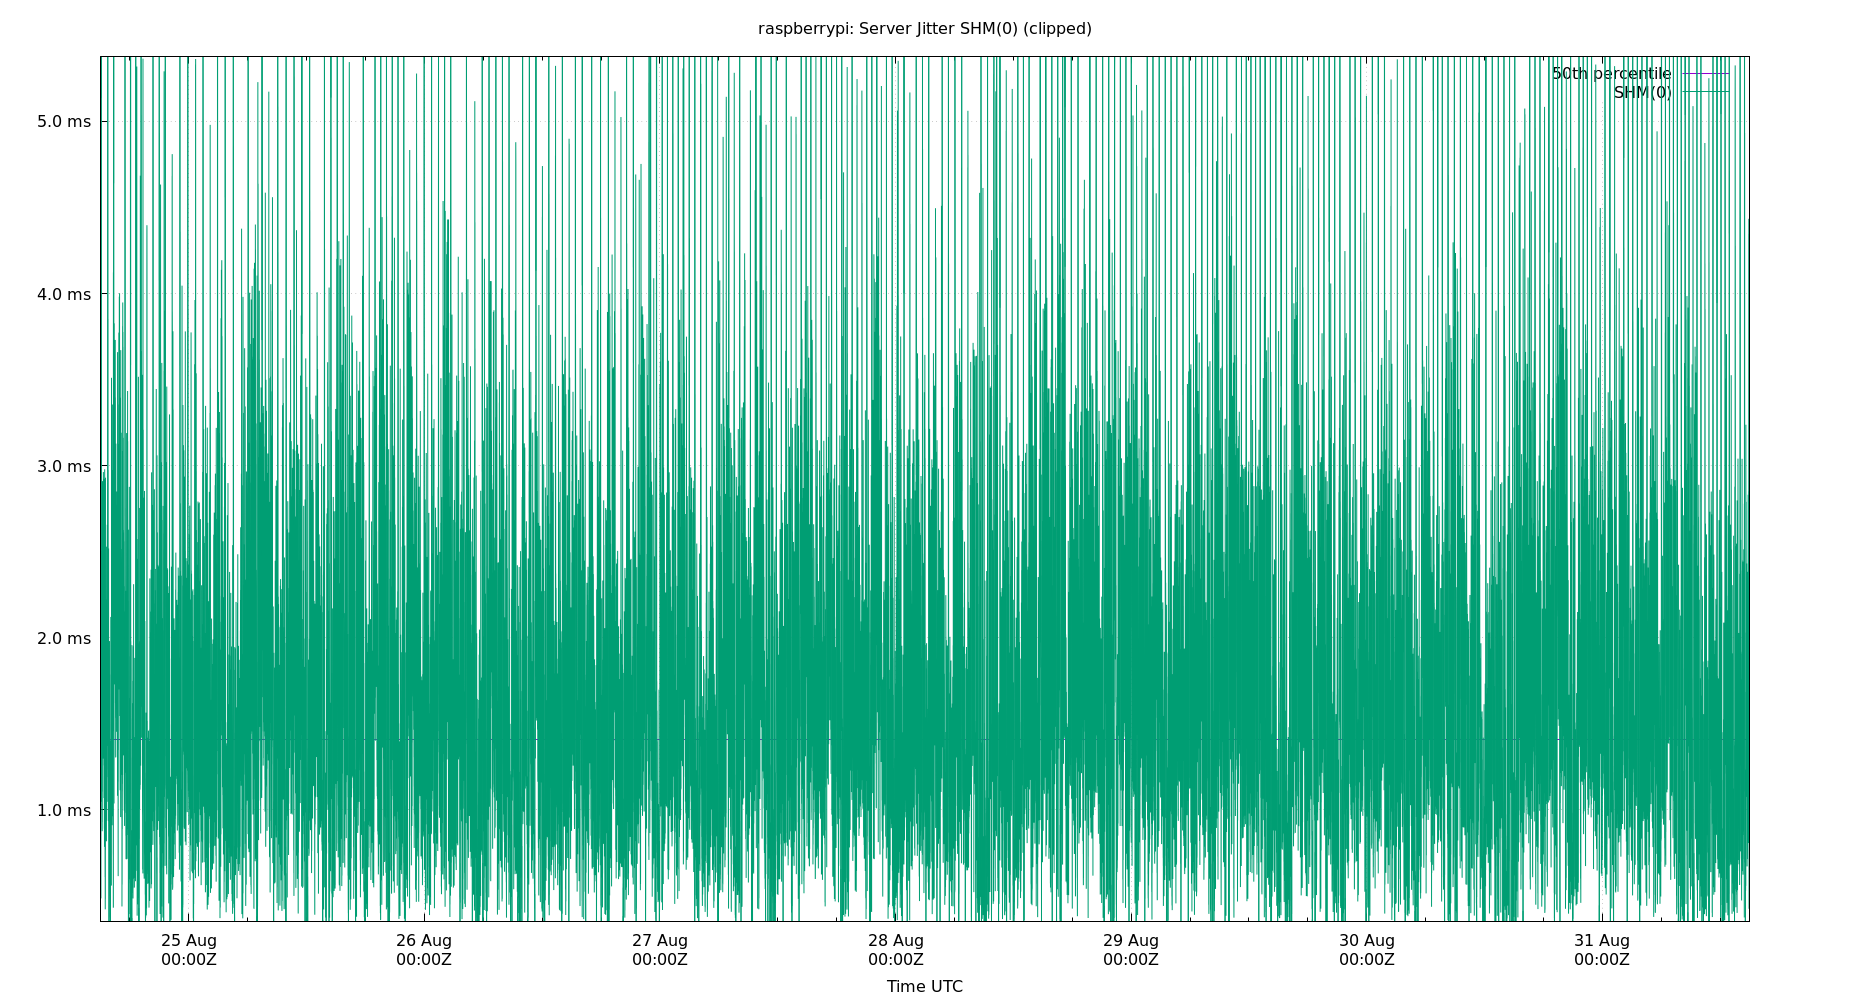 raspberrypi: Server Jitter SHM(0) (clipped)
50th percentile
SHM(0)
5.0 ms
4.0 ms
3.0 ms
2.0 ms
1.0 ms
25 Aug 26 Aug 27 Aug 28 Aug 29 Aug 30 Aug 31 Aug
00:00Z 00:00Z 00:00Z 00:00Z 00:00Z 00:00Z 00:00Z
Time UTC